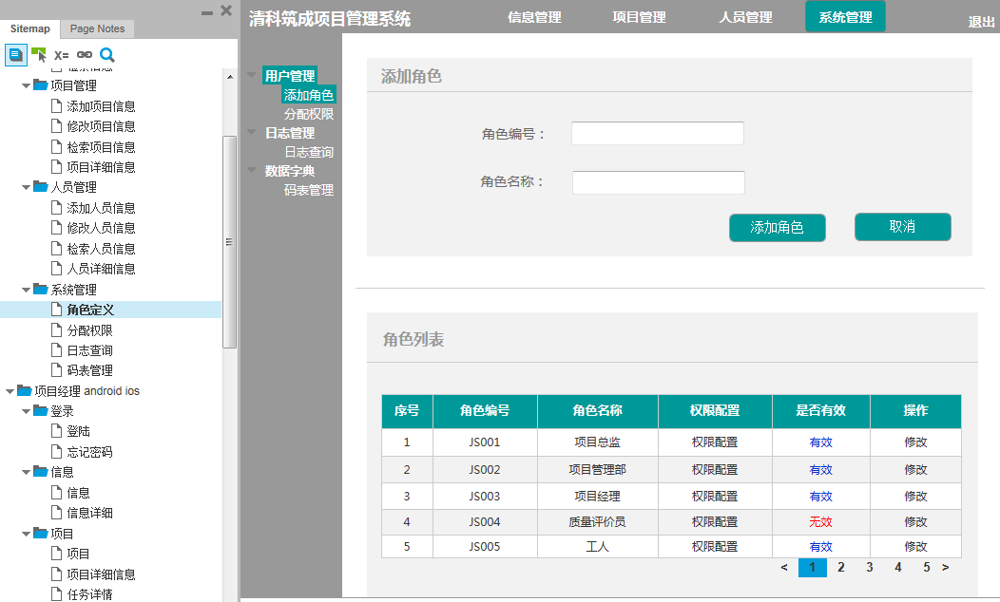 Sitemap Page Notes
X=
检索信息
项目管理
添加项目信息
修改项目信息
检索项目信息
项目详细信息
人员管理
添加人员信息
修改人员信息
检索人员信息
人员详细信息
系统管理
角色定义
分配权限
日志查询
码表管理
项目经理 android ios
登录
登陆
忘记密码
信息
信息
信息详细
项目
项目
项目详细信息
任务详情
清科筑成项目管理系统 信息管理 项目管理 人员管理 系统管理 退出
用户管理
添加角色
分配权限
日志管理
日志查询
数据字典
码表管理
添加角色
角色编号：
角色名称：
添加角色 取消
角色列表
序号 角色编号 角色名称 权限配置 是否有效 操作
1 JS001 项目总监 权限配置 有效 修改
2 JS002 项目管理部 权限配置 有效 修改
3 JS003 项目经理 权限配置 有效 修改
4 JS004 质量评价员 权限配置 无效 修改
5 JS005 工人 权限配置 有效 修改
< 1 2 3 4 5 >